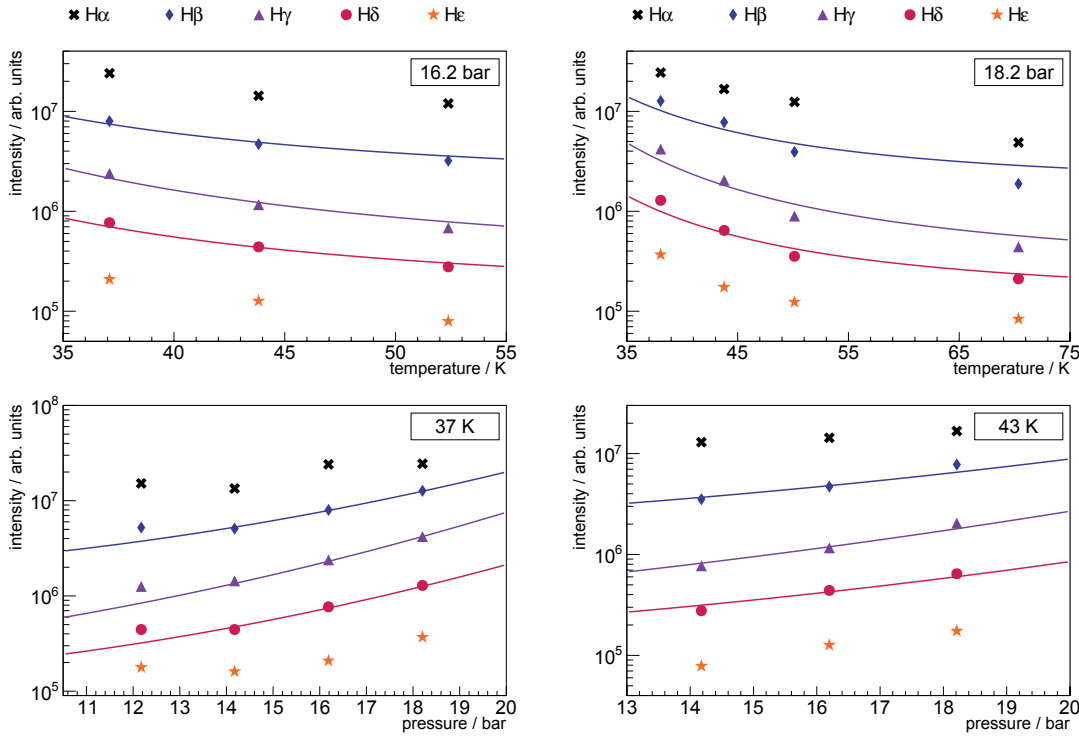 Hα Hβ Hγ Hδ Hε
Hα Hβ Hγ Hδ Hε
intensity / arb. units
16.2 bar
10⁷
10⁶
10⁵
35 40 45 50 55
temperature / K
intensity / arb. units
18.2 bar
10⁷
10⁶
10⁵
35 45 55 65 75
temperature / K
intensity / arb. units
37 K
10⁸
10⁷
10⁶
10⁵
11 12 13 14 15 16 17 18 19 20
pressure / bar
intensity / arb. units
43 K
10⁷
10⁶
10⁵
13 14 15 16 17 18 19 20
pressure / bar